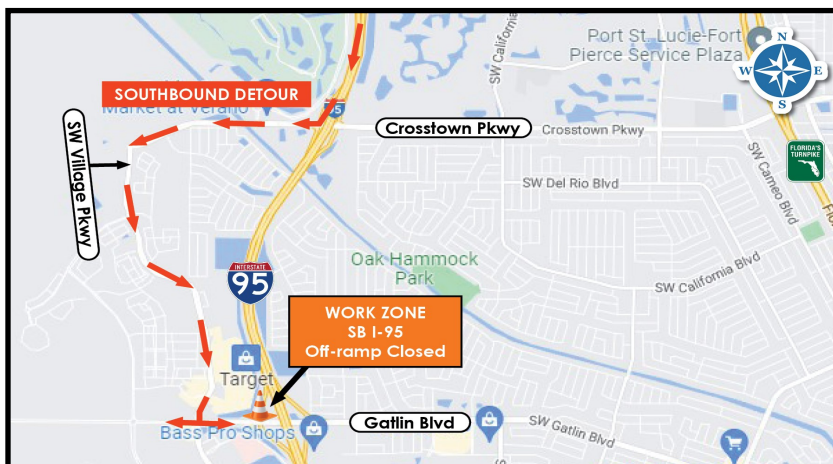 Port St. Lucie-Fort
Pierce Service Plaza
SW California
N
W
E
S
SOUTHBOUND DETOUR
Market at Verano
Crosstown Pkwy
Crosstown Pkwy
SW Village Pkwy
FLORIDA'S
TURNPIKE
SW Cameo Blvd
SW Del Rio Blvd
Oak Hammock
Park
SW California Blvd
INTERSTATE
95
WORK ZONE
SB I-95
Off-ramp Closed
Target
Bass Pro Shops
Gatlin Blvd
SW Gatlin Blvd